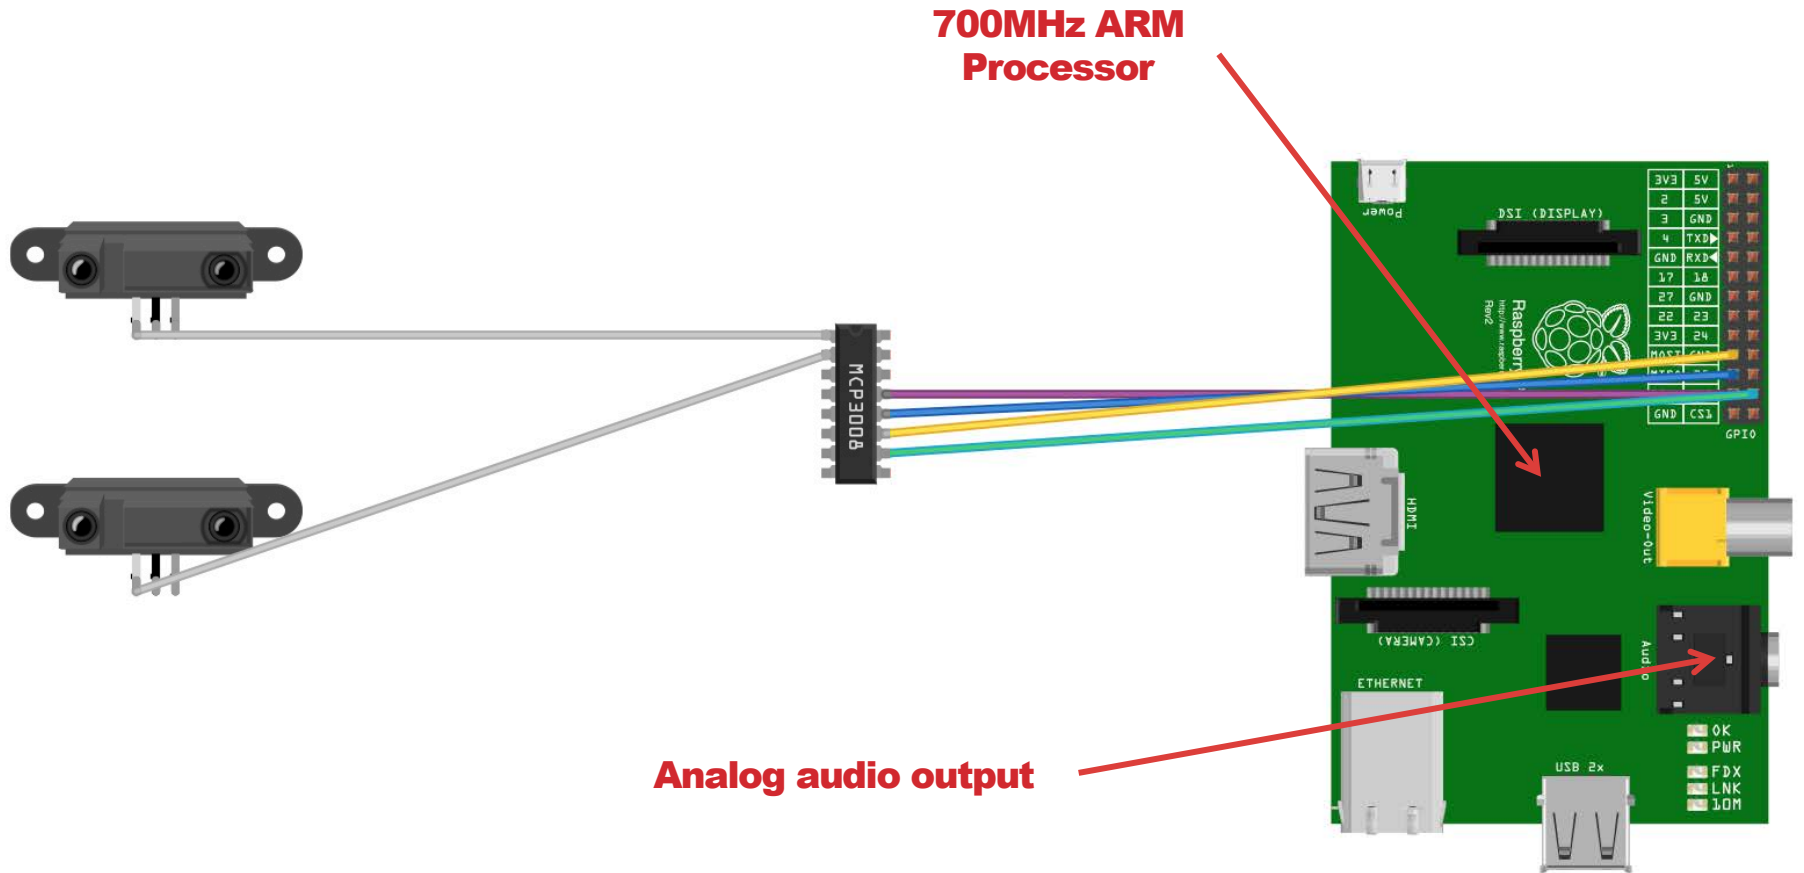 700MHz ARM
Processor
Power
DSI (DISPLAY)
3V3 5V
2 5V
3 GND
4 TXD
GND RXD
17 18
27 GND
22 23
3V3 24
GND CS1
GPIO
Raspberry
Rev2
MCP3008
HDMI
Video-Out
CSI (CAMERA)
Audio
ETHERNET
OK
PWR
FDX
LNK
10M
USB 2x
Analog audio output